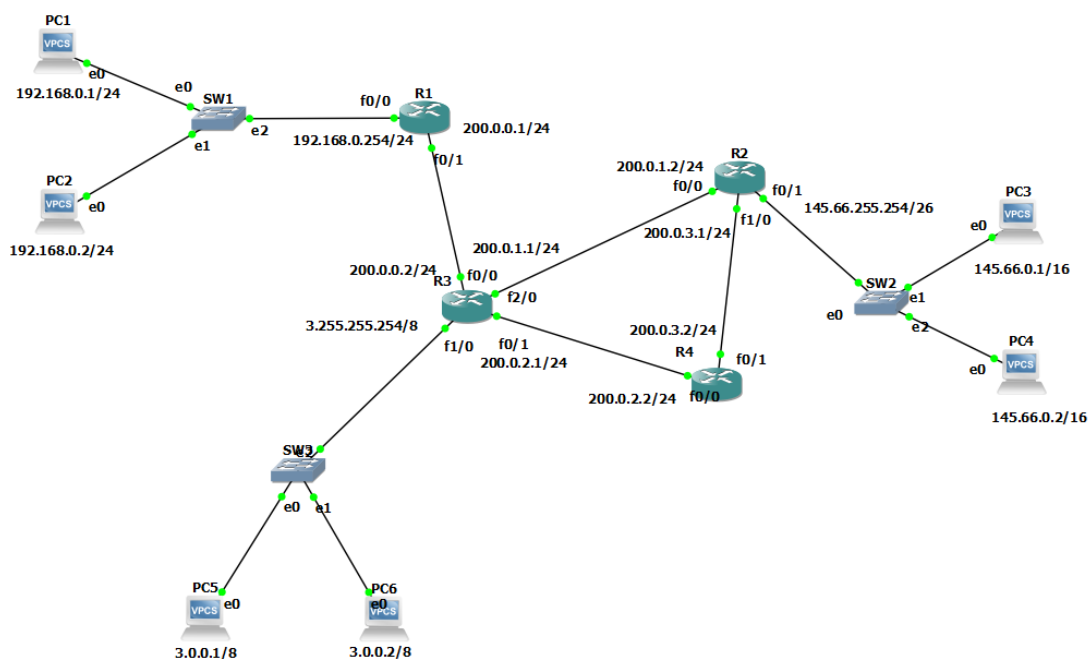 PC1
VPCS
e0
192.168.0.1/24
e0
SW1
e2
e1
PC2
VPCS
e0
192.168.0.2/24
f0/0
R1
200.0.0.1/24
192.168.0.254/24
f0/1
200.0.1.2/24
R2
f0/0
f0/1
145.66.255.254/26
f1/0
200.0.3.1/24
PC3
VPCS
e0
145.66.0.1/16
200.0.1.1/24
200.0.0.2/24
f0/0
R3
f2/0
3.255.255.254/8
f1/0
f0/1
200.0.2.1/24
SW2
e1
e0
e2
PC4
VPCS
e0
145.66.0.2/16
200.0.3.2/24
R4
f0/1
f0/0
200.0.2.2/24
SW3
e2
e0
e1
PC5
VPCS
e0
3.0.0.1/8
PC6
VPCS
e0
3.0.0.2/8